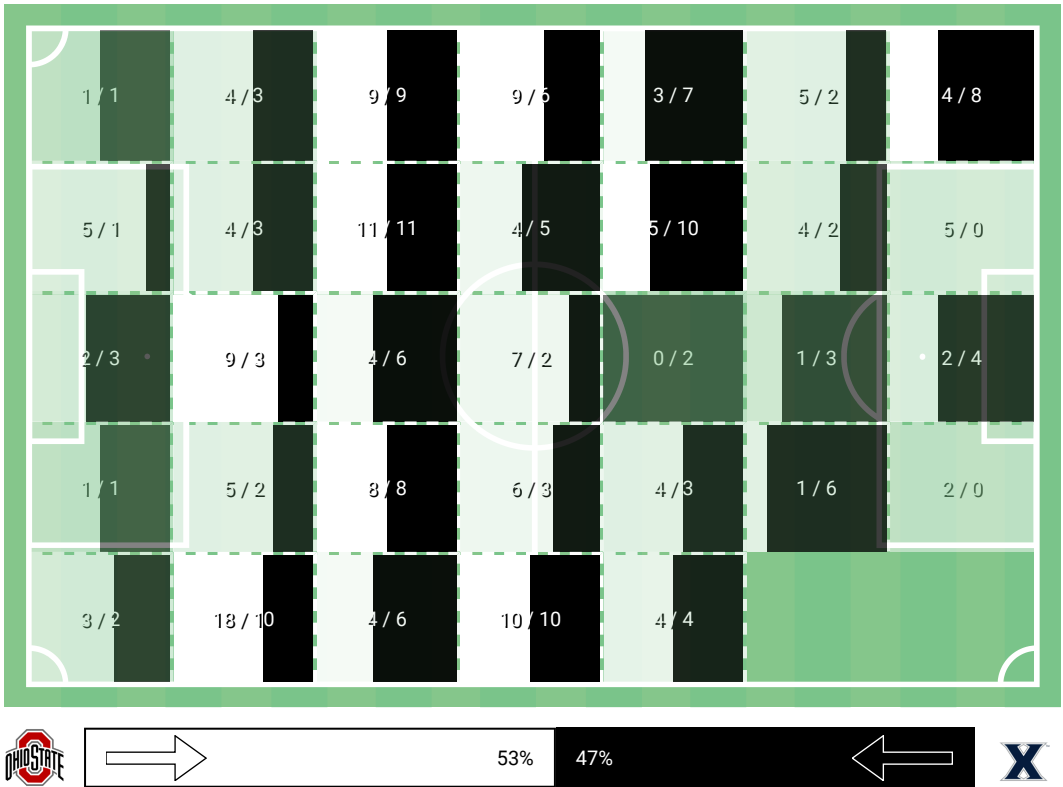 1 / 1 4 / 3 9 / 9 9 / 6 3 / 7 5 / 2 4 / 8
5 / 1 4 / 3 11 / 11 4 / 5 5 / 10 4 / 2 5 / 0
2 / 3 9 / 3 4 / 6 7 / 2 0 / 2 1 / 3 2 / 4
1 / 1 5 / 2 8 / 8 6 / 3 4 / 3 1 / 6 2 / 0
3 / 2 18 / 10 4 / 6 10 / 10 4 / 4
OHIO STATE 53% 47% X